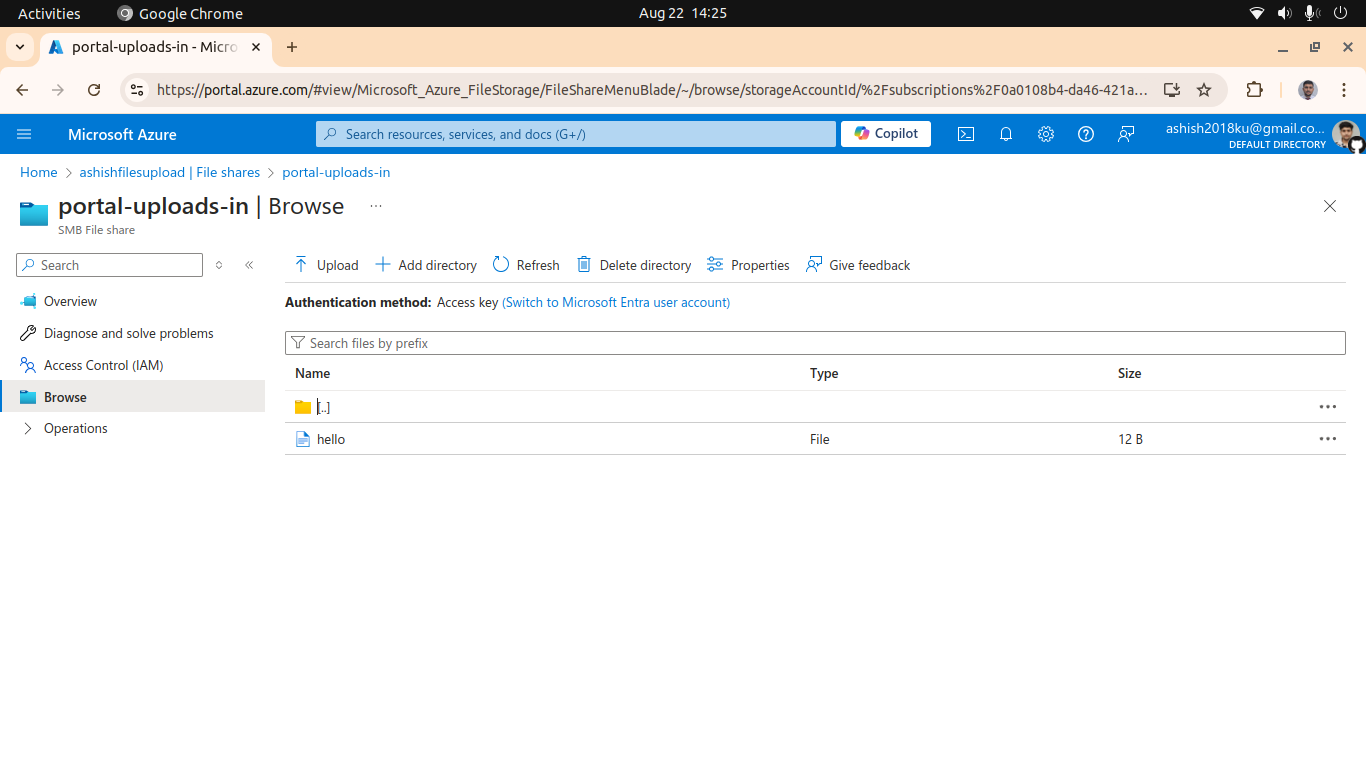 Activities Google Chrome Aug 22 14:25
portal-uploads-in - Micro
https://portal.azure.com/#view/Microsoft_Azure_FileStorage/FileShareMenuBlade/~/browse/storageAccountId/%2Fsubscriptions%2F0a0108b4-da46-421a...
Microsoft Azure Search resources, services, and docs (G+/) Copilot ashish2018ku@gmail.co...
DEFAULT DIRECTORY
Home > ashishfilesupload | File shares > portal-uploads-in
portal-uploads-in | Browse ...
SMB File share
Search Upload Add directory Refresh Delete directory Properties Give feedback
Overview
Authentication method: Access key (Switch to Microsoft Entra user account)
Diagnose and solve problems
Search files by prefix
Access Control (IAM)
Name Type Size
Browse
[..]
Operations
hello File 12 B